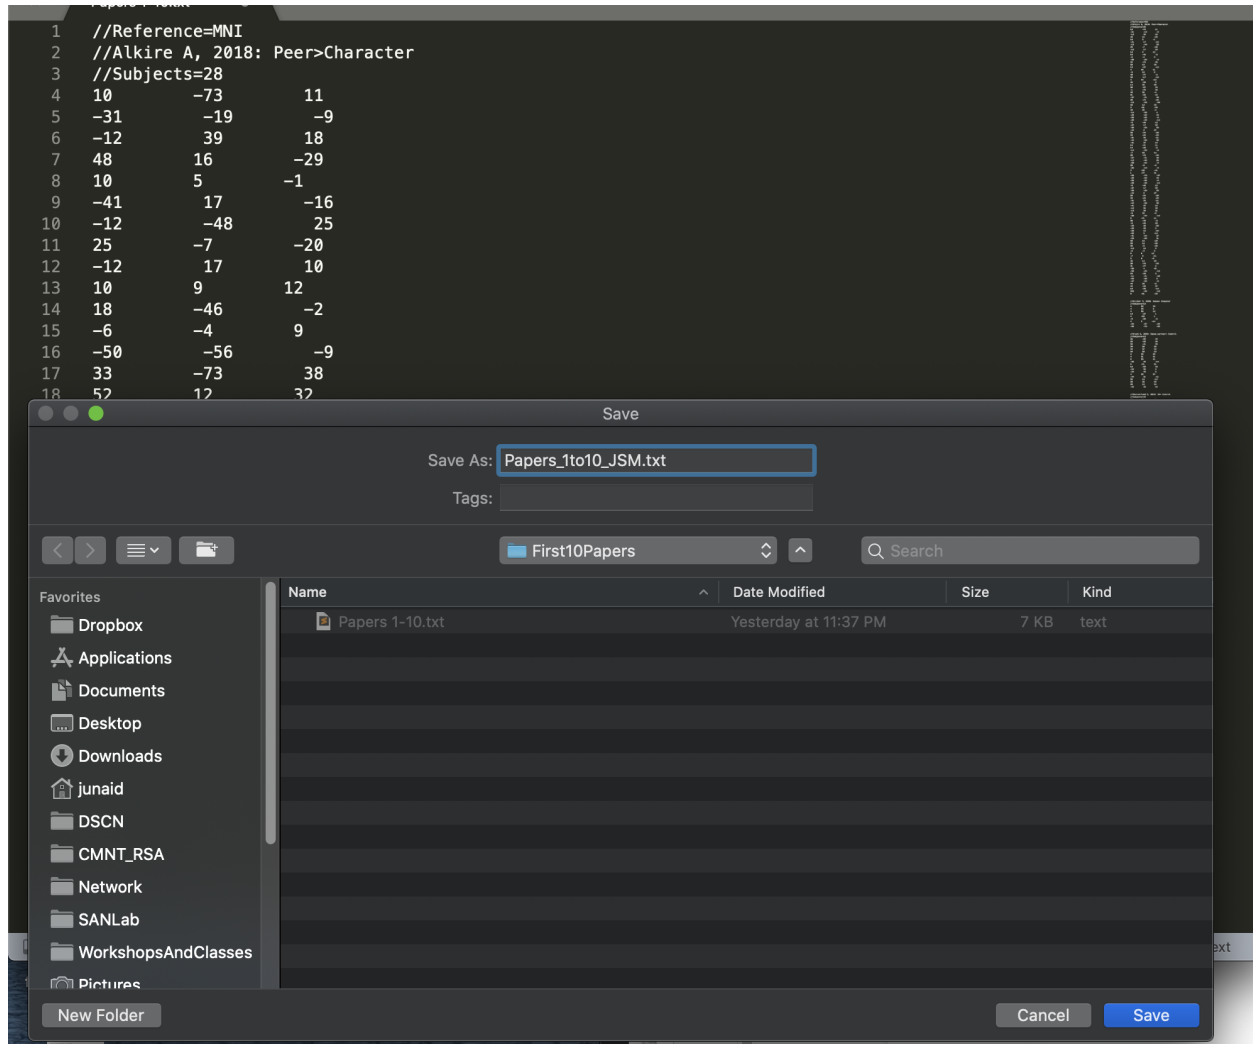 1 //Reference=MNI
2 //Alkire A, 2018: Peer>Character
3 //Subjects=28
4 10 -73 11
5 -31 -19 -9
6 -12 39 18
7 48 16 -29
8 10 5 -1
9 -41 17 -16
10 -12 -48 25
11 25 -7 -20
12 -12 17 10
13 10 9 12
14 18 -46 -2
15 -6 -4 9
16 -50 -56 -9
17 33 -73 38
18 52 12 32
Save
Save As: Papers_1to10_JSM.txt
Tags:
First10Papers
Search
Favorites
Dropbox
Applications
Documents
Desktop
Downloads
junaid
DSCN
CMNT_RSA
Network
SANLab
WorkshopsAndClasses
Pictures
Name Date Modified Size Kind
Papers 1-10.txt Yesterday at 11:37 PM 7 KB text
New Folder Cancel Save